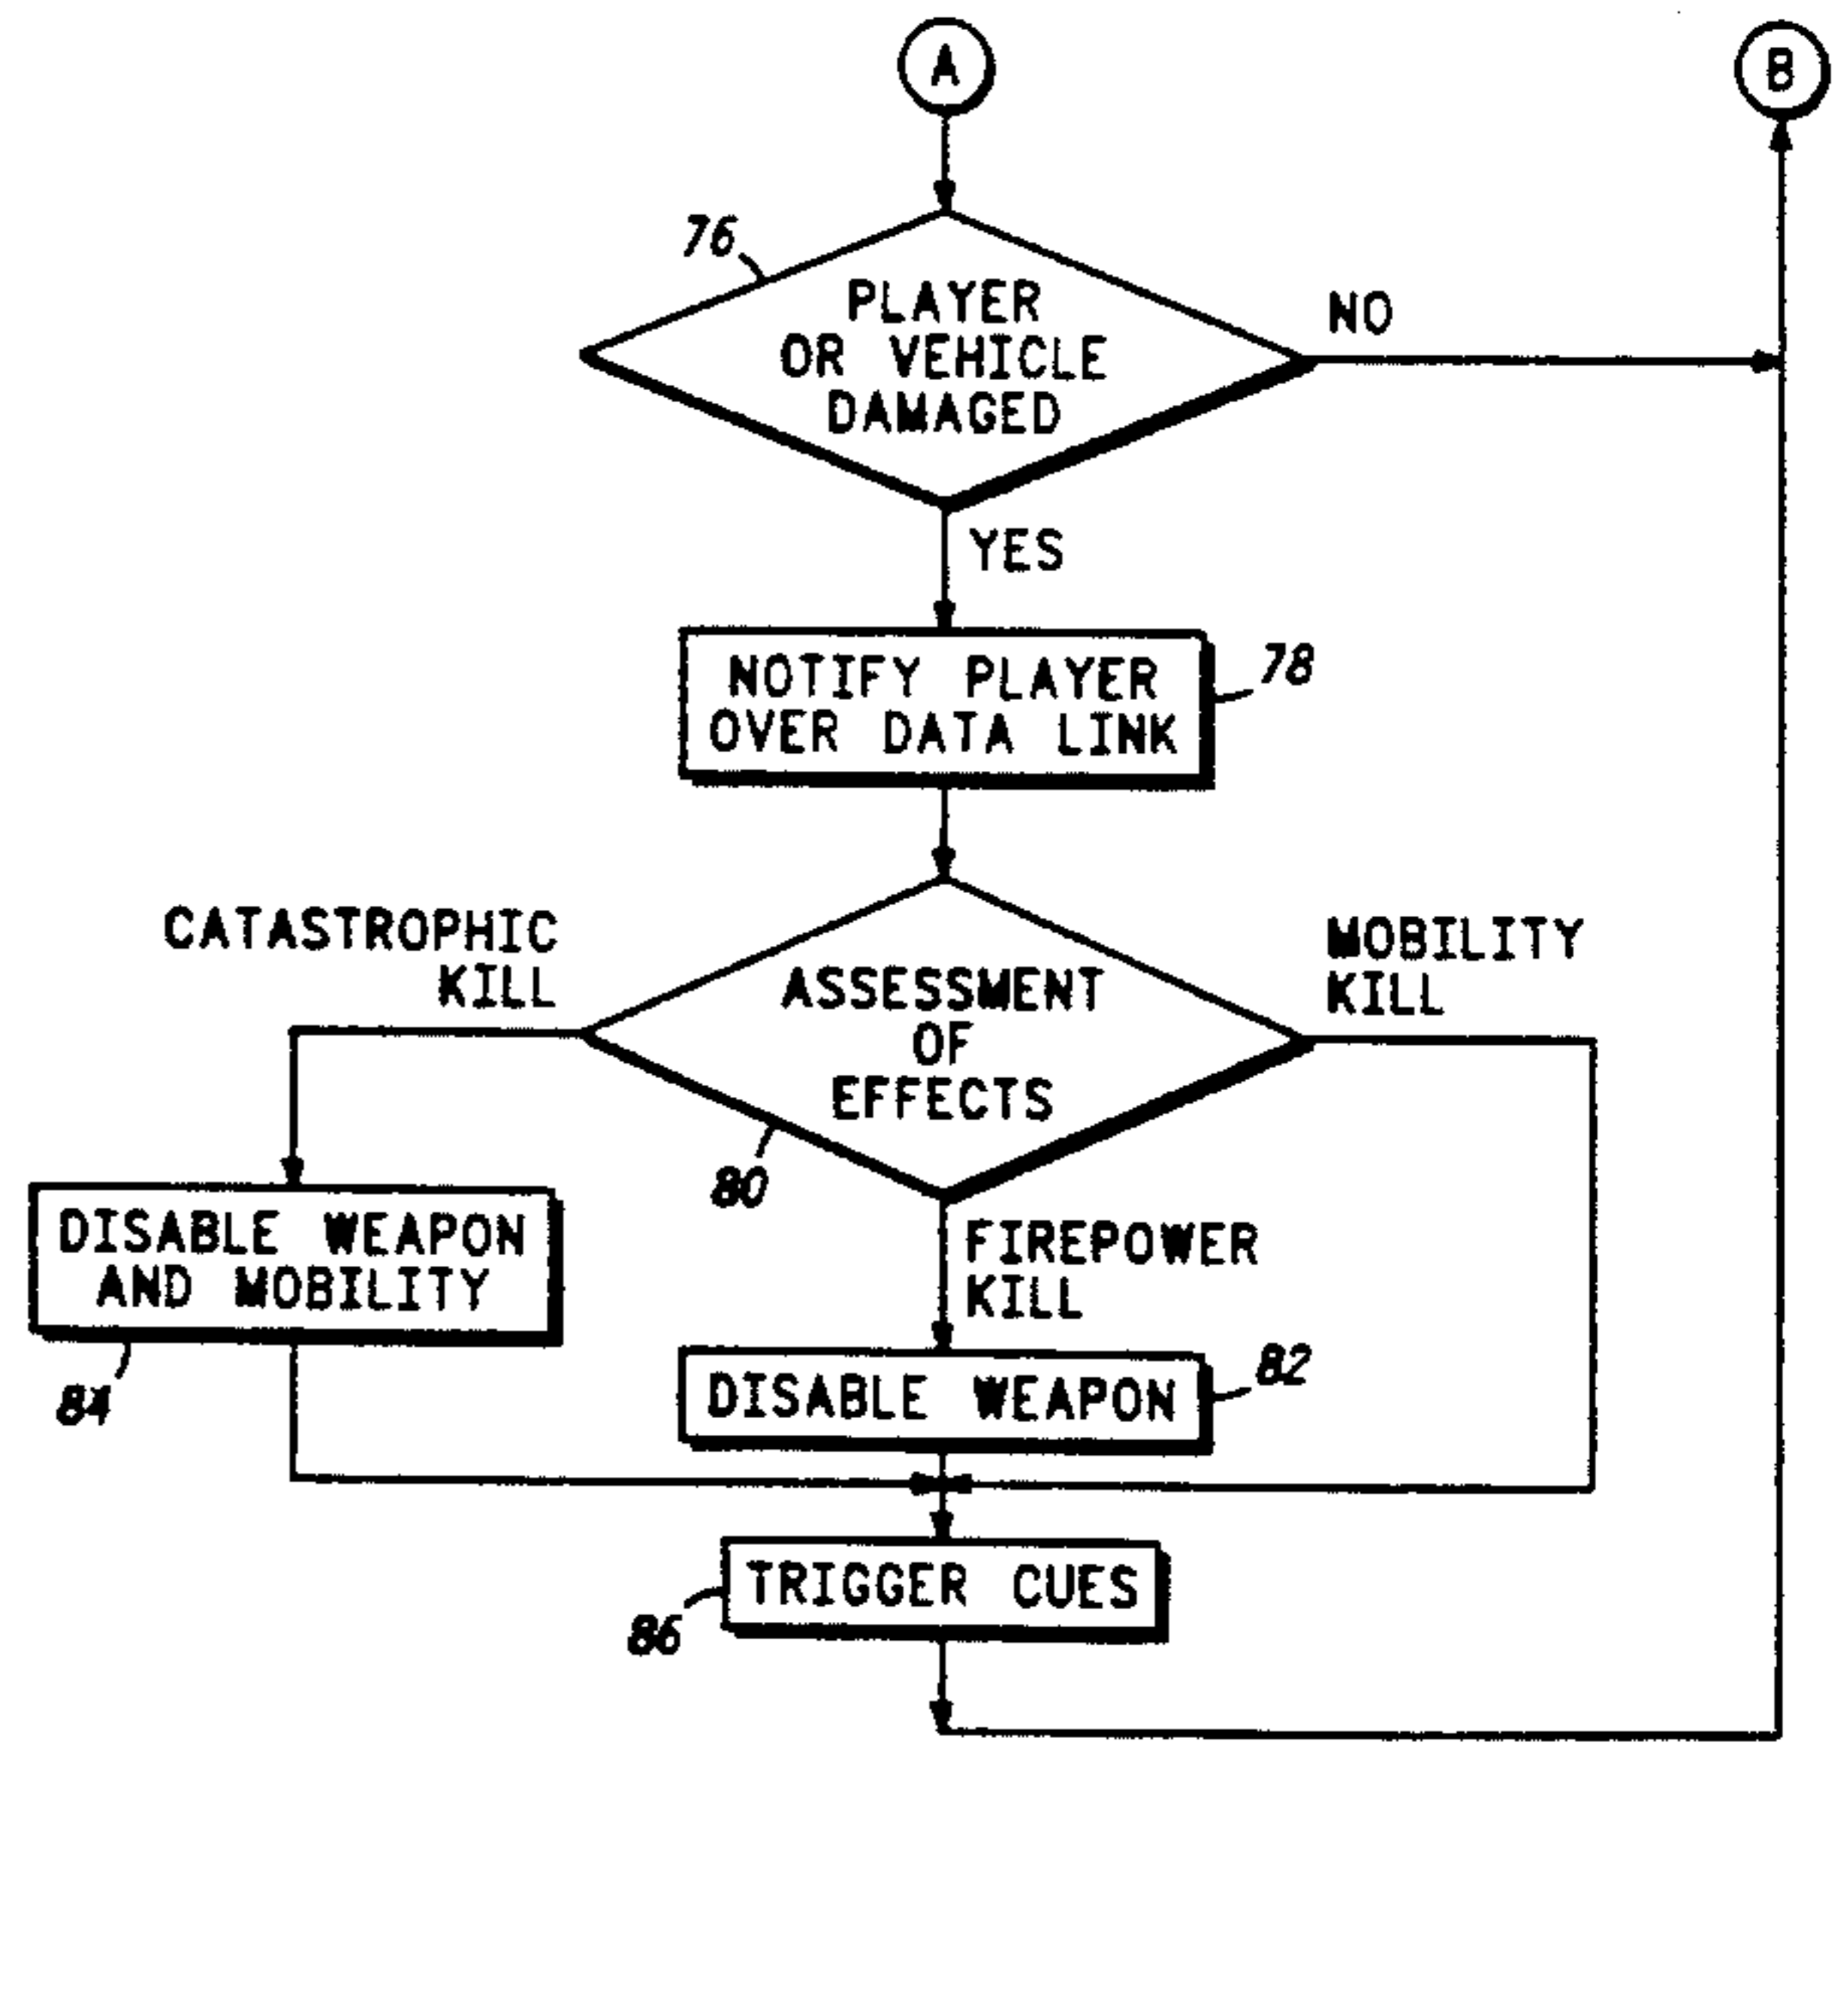 A
B
76
PLAYER
OR VEHICLE
DAMAGED
NO
YES
NOTIFY PLAYER
OVER DATA LINK
78
CATASTROPHIC
KILL
ASSESSMENT
OF
EFFECTS
MOBILITY
KILL
80
DISABLE WEAPON
AND MOBILITY
84
FIREPOWER
KILL
DISABLE WEAPON
82
TRIGGER CUES
86